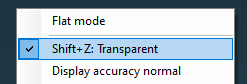 Flat mode
Shift+Z: Transparent
Display accuracy normal